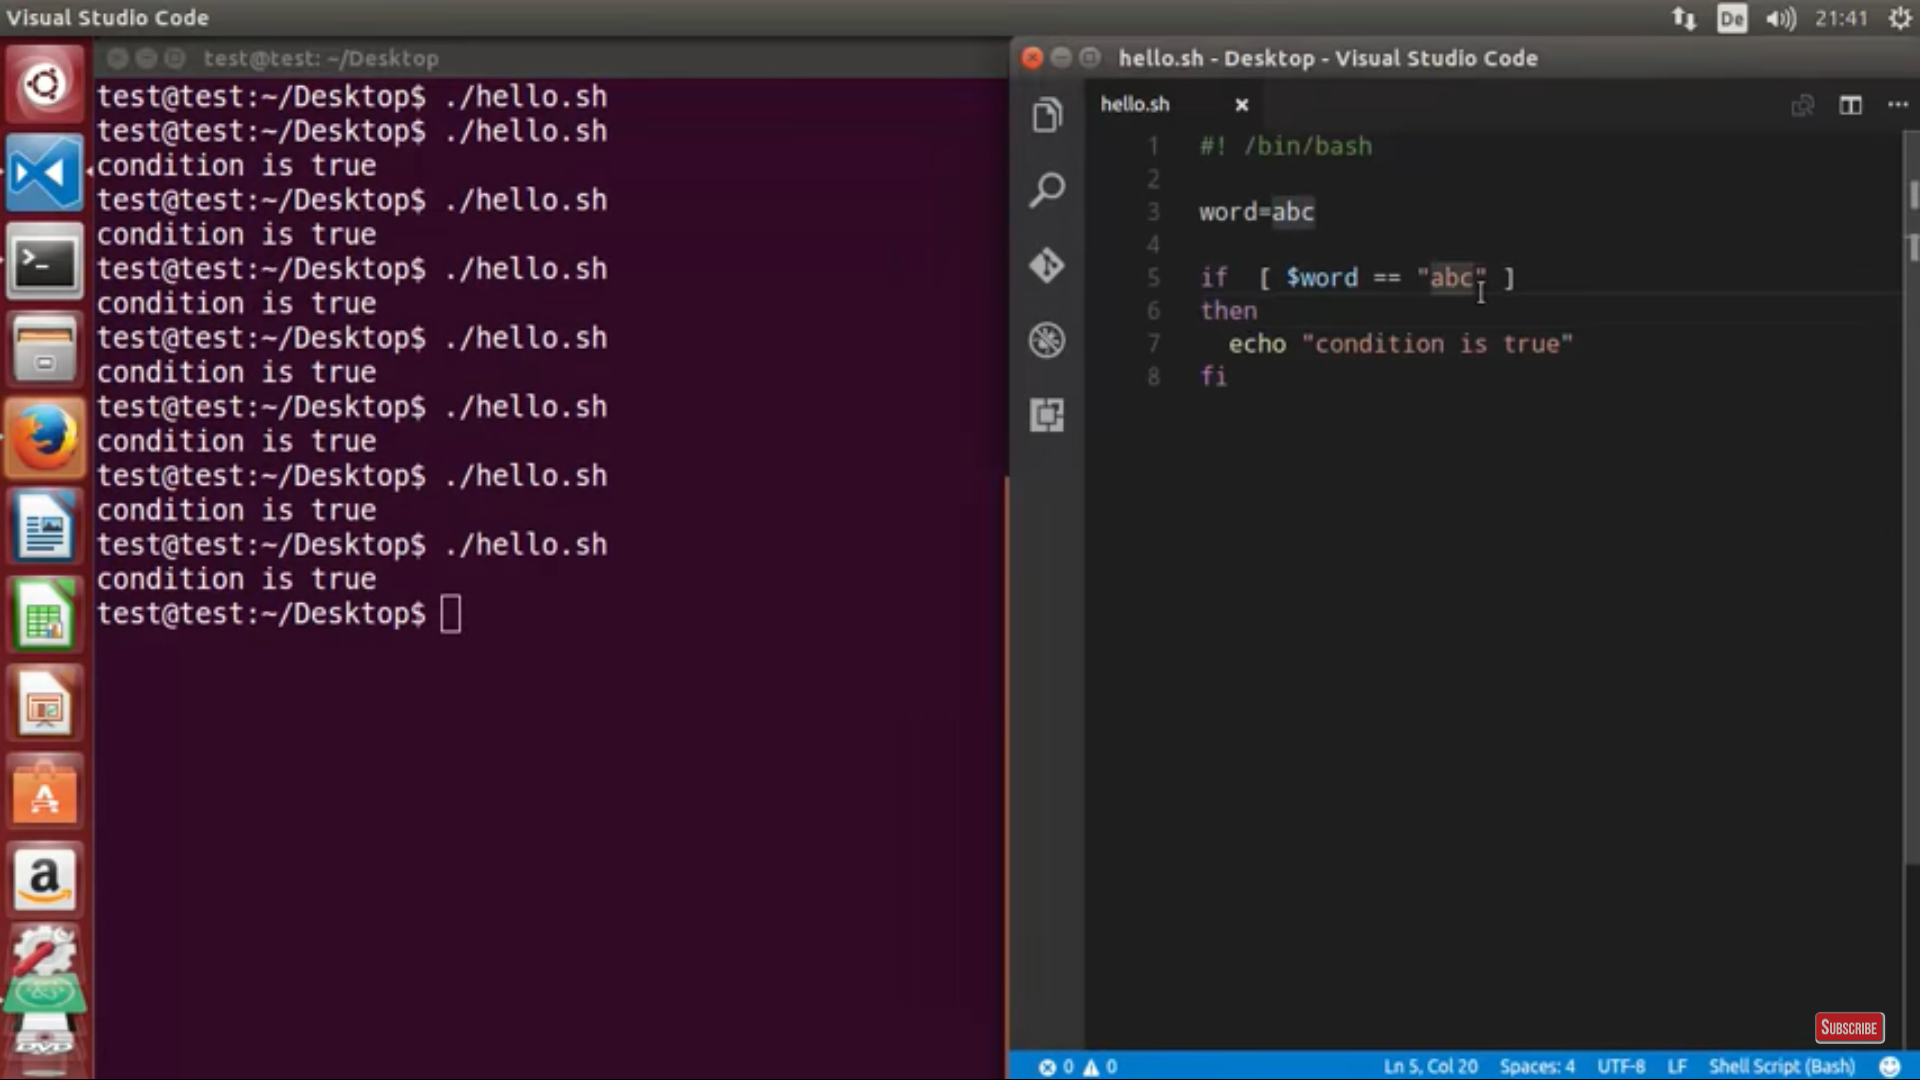 Visual Studio Code
De
21:41
test@test: ~/Desktop
test@test:~/Desktop$ ./hello.sh
test@test:~/Desktop$ ./hello.sh
condition is true
test@test:~/Desktop$ ./hello.sh
condition is true
test@test:~/Desktop$ ./hello.sh
condition is true
test@test:~/Desktop$ ./hello.sh
condition is true
test@test:~/Desktop$ ./hello.sh
condition is true
test@test:~/Desktop$ ./hello.sh
condition is true
test@test:~/Desktop$ ./hello.sh
condition is true
test@test:~/Desktop$
hello.sh - Desktop - Visual Studio Code
hello.sh
1 #! /bin/bash
2
3 word=abc
4
5 if  [ $word == "abc" ]
6 then
7   echo "condition is true"
8 fi
a
DVD
SUBSCRIBE
0 0
Ln 5, Col 20
Spaces: 4
UTF-8
LF
Shell Script (Bash)